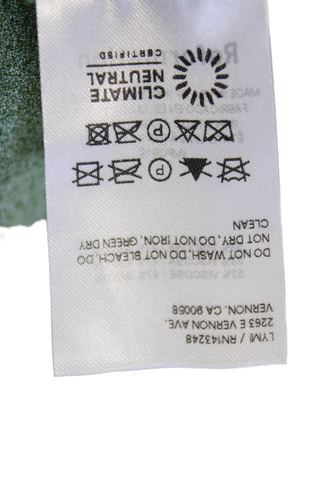 LYMI / RN143248
2263 E VERNON AVE.
VERNON, CA 90058
DO NOT WASH, DO NOT BLEACH, DO
NOT DRY, DO NOT IRON, GREEN DRY
CLEAN
CLIMATE
NEUTRAL
CERTIFIED